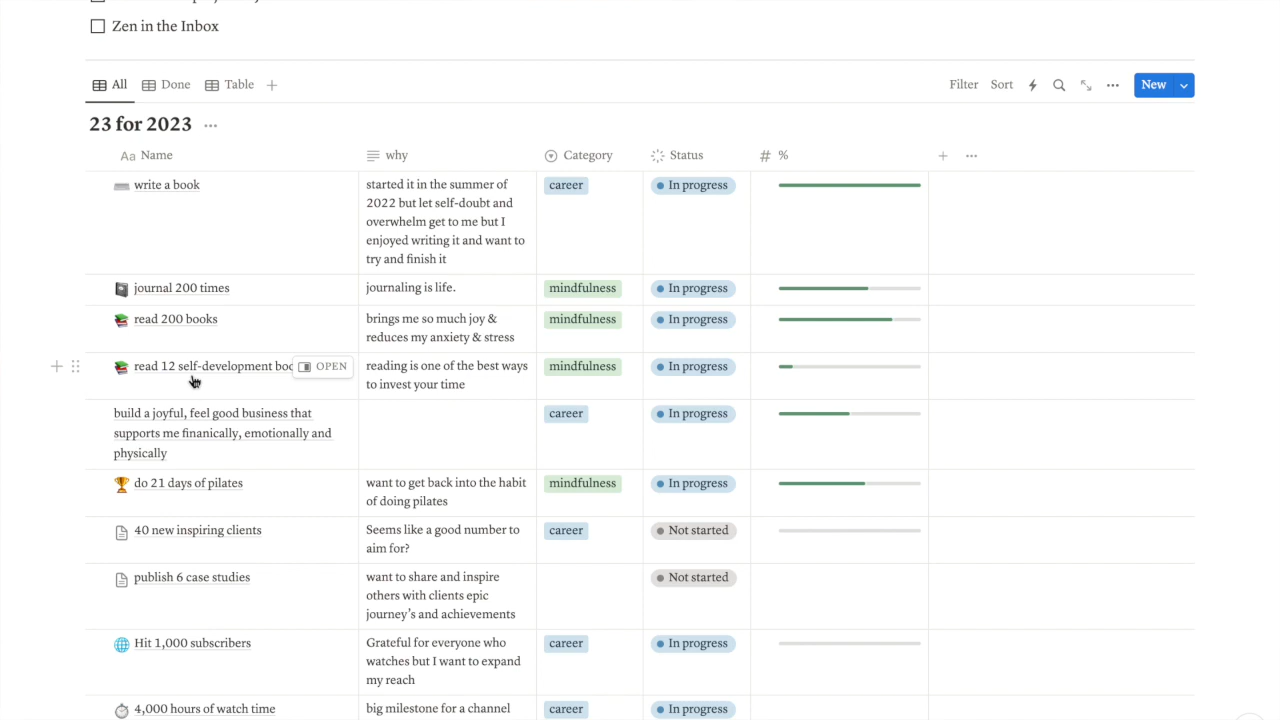 Zen in the Inbox
All
Done
Table
Filter
Sort
New
23 for 2023
Aa Name
why
Category
Status
# %
write a book
started it in the summer of
2022 but let self-doubt and
overwhelm get to me but I
enjoyed writing it and want to
try and finish it
career
In progress
journal 200 times
journaling is life.
mindfulness
In progress
read 200 books
brings me so much joy &
reduces my anxiety & stress
mindfulness
In progress
read 12 self-development boo
OPEN
reading is one of the best ways
to invest your time
mindfulness
In progress
build a joyful, feel good business that
supports me finanically, emotionally and
physically
career
In progress
do 21 days of pilates
want to get back into the habit
of doing pilates
mindfulness
In progress
40 new inspiring clients
Seems like a good number to
aim for?
career
Not started
publish 6 case studies
want to share and inspire
others with clients epic
journey's and achievements
Not started
Hit 1,000 subscribers
Grateful for everyone who
watches but I want to expand
my reach
career
In progress
4,000 hours of watch time
big milestone for a channel
career
In progress